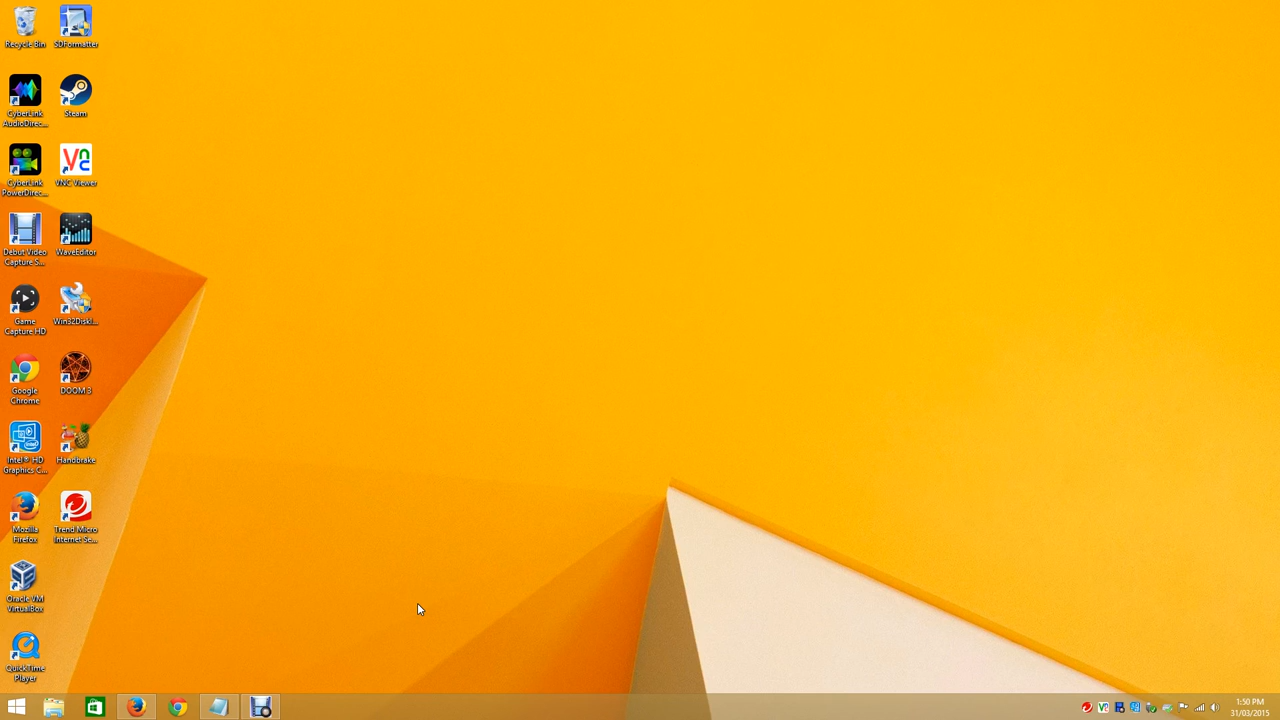 Recycle Bin
SDFormatter
CyberLink
AudioDirec...
Steam
CyberLink
PowerDirec...
VNC Viewer
Debut Video
Capture S...
WaveEditor
Game
Capture HD
Win32DiskI...
Google
Chrome
DOOM 3
Intel® HD
Graphics C...
Handbrake
Mozilla
Firefox
Trend Micro
Internet Se...
Oracle VM
VirtualBox
QuickTime
Player
1:50 PM
31/03/2015